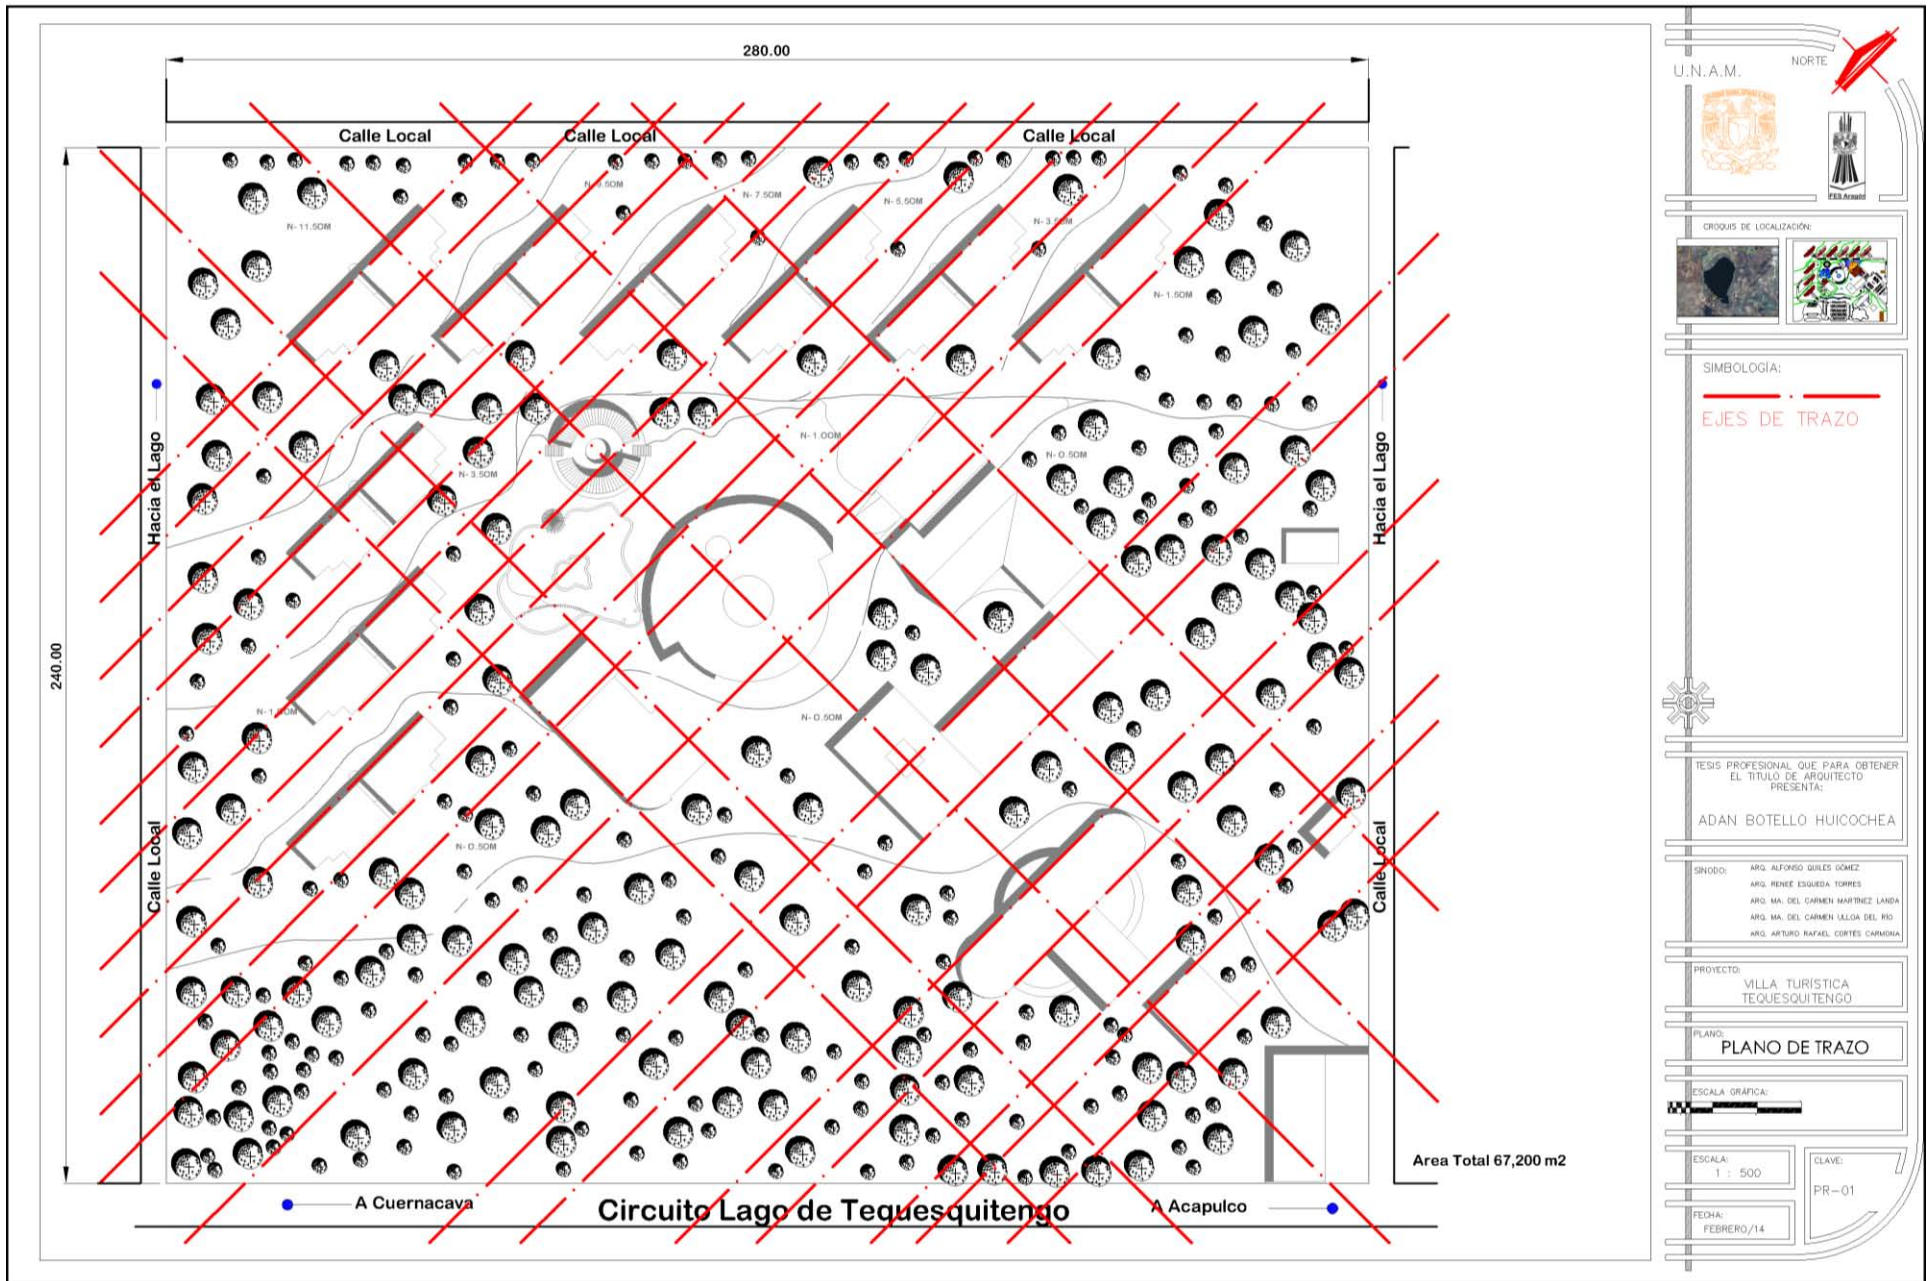 280.00
Calle Local
Calle Local
Calle Local
N- 9.50M
N- 7.50M
N- 5.50M
N- 3.50M
N- 11.50M
N- 1.50M
Hacia el Lago
Hacia el Lago
N- 1.00M
N- 0.50M
N- 3.50M
240.00
N- 0.50M
Calle Local
Calle Local
N- 0.50M
Area Total 67,200 m2
A Cuernacava
Circuito Lago de Tequesquitengo
A Acapulco
U.N.A.M.
NORTE
FES Aragón
CROQUIS DE LOCALIZACIÓN:
SIMBOLOGÍA:
EJES DE TRAZO
TESIS PROFESIONAL QUE PARA OBTENER
EL TITULO DE ARQUITECTO
PRESENTA:
ADAN BOTELLO HUICOCHEA
SINODO:
ARQ. ALFONSO QUILES GÓMEZ
ARQ. RENEÉ ESQUEDA TORRES
ARQ. MA. DEL CARMEN MARTÍNEZ LANDA
ARQ. MA. DEL CARMEN ULLOA DEL RÍO
ARQ. ARTURO RAFAEL CORTÉS CARMONA
PROYECTO:
VILLA TURÍSTICA
TEQUESQUITENGO
PLANO:
PLANO DE TRAZO
ESCALA GRÁFICA:
ESCALA:
1 : 500
CLAVE:
PR-01
FECHA:
FEBRERO/14